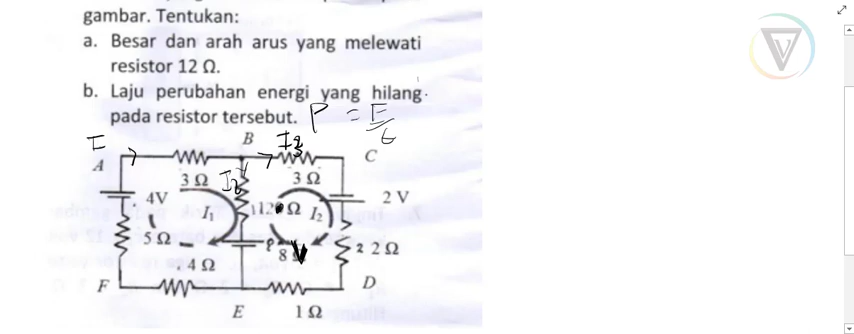 gambar. Tentukan:
a. Besar dan arah arus yang melewati
resistor 12 Ω.
b. Laju perubahan energi yang hilang
pada resistor tersebut. P = E/t
B
I I3
A C
3 Ω I2 3 Ω
4V 2 V
I₁ 12 Ω I₂
5 Ω 8 V 2 Ω
4 Ω
F D
E 1 Ω
V